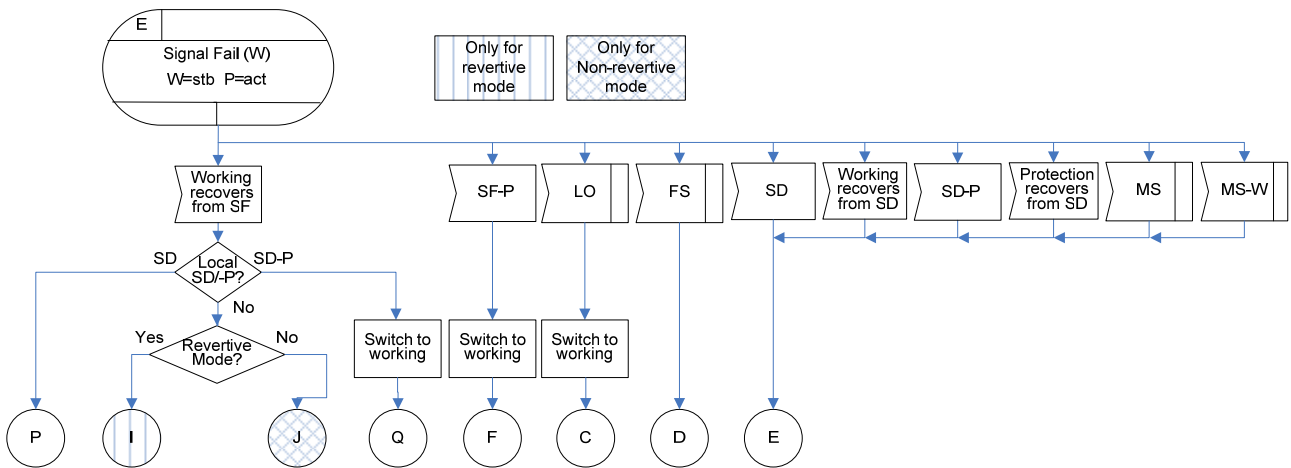 E
Signal Fail (W)
W=stb P=act
Only for
revertive
mode
Only for
Non-revertive
mode
Working
recovers
from SF
SF-P
LO
FS
SD
Working
recovers
from SD
SD-P
Protection
recovers
from SD
MS
MS-W
SD
Local
SD/-P?
SD-P
No
Yes
Revertive
Mode?
No
Switch to
working
Switch to
working
Switch to
working
P
I
J
Q
F
C
D
E